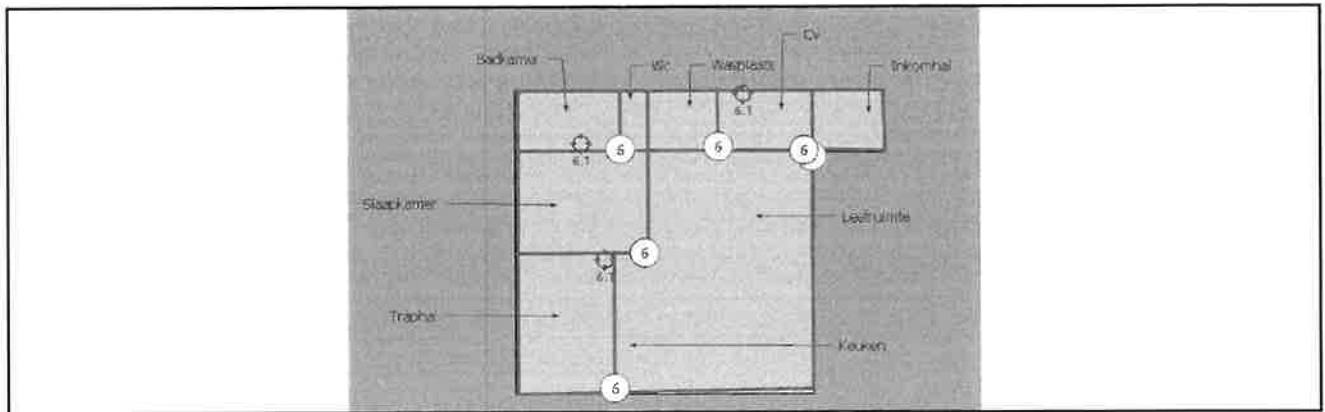 Cv
Badkamer
Wc
Wasplaats
Inkomhal
6.1
6.1
6
6
6
Slaapkamer
Leefruimte
6
6.1
Traphal
Keuken
6